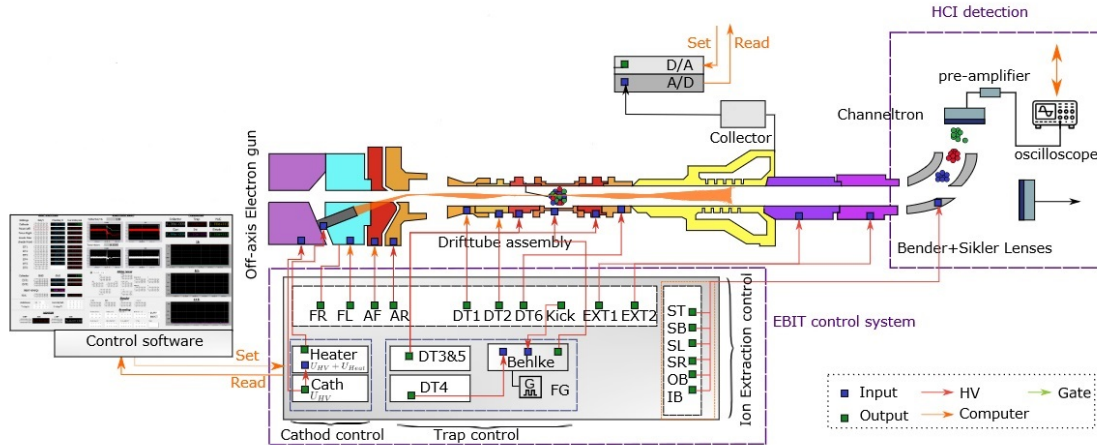 HCI detection
Set
Read
D/A
A/D
pre-amplifier
Channeltron
Collector
oscilloscope
Off-axis Electron gun
Drifttube assembly
Bender+Sikler Lenses
FR
FL
AF
AR
DT1
DT2
DT6
Kick
EXT1
EXT2
ST
SB
SL
SR
OB
IB
Ion Extraction control
EBIT control system
Control software
Set
Read
Heater
U_HV + U_Heat
Cath
U_HV
DT3&5
DT4
Behlke
G
FG
Cathod control
Trap control
Input
HV
Gate
Output
Computer